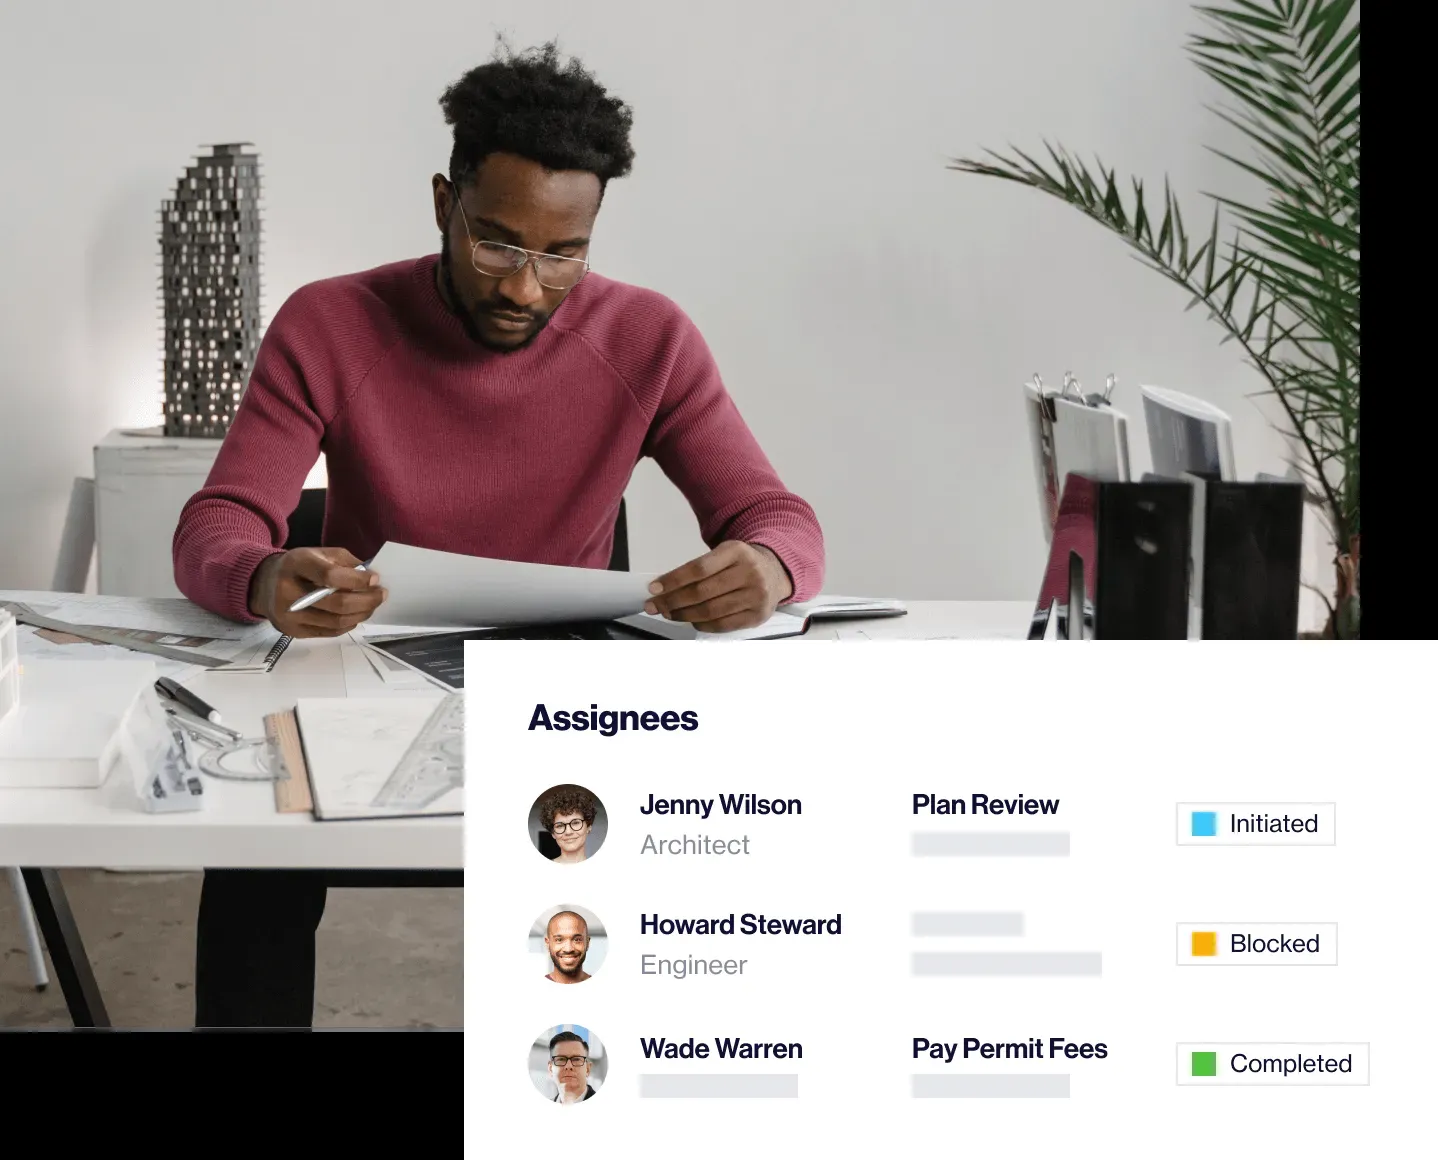 Assignees
Jenny Wilson
Architect
Plan Review
Initiated
Howard Steward
Engineer
Blocked
Wade Warren
Pay Permit Fees
Completed